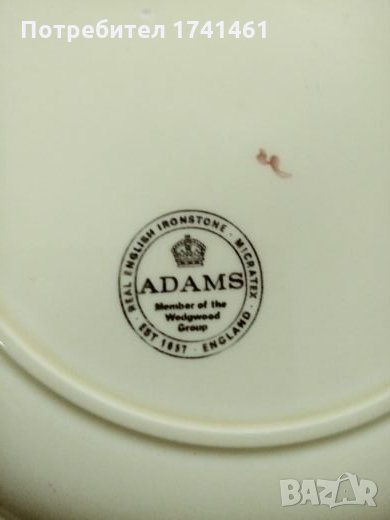 Потребител 1741461
REAL ENGLISH IRONSTONE · MICRATEX
ADAMS
Member of the
Wedgwood
Group
· EST 1657 · ENGLAND ·
BAZAR